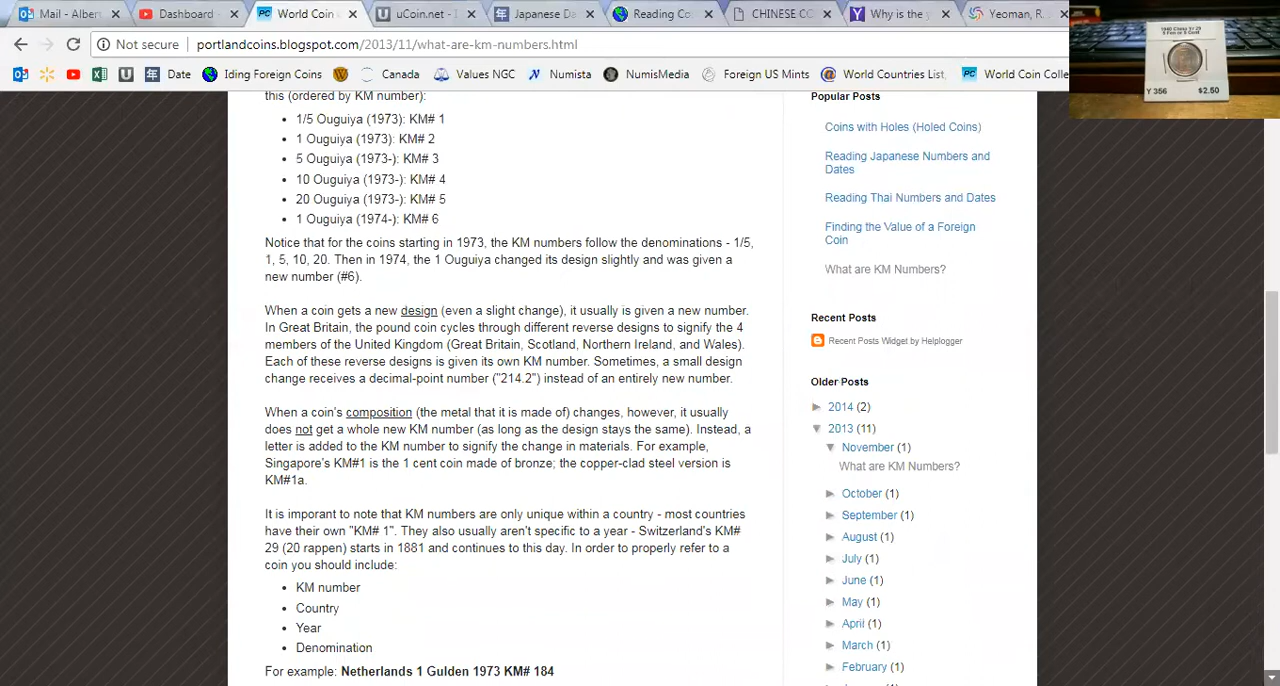 Mail - Alber
Dashboard -
World Coin
uCoin.net - I
Japanese Da
Reading Co
CHINESE CO
Why is the y
Yeoman, R.
Not secure
portlandcoins.blogspot.com/2013/11/what-are-km-numbers.html
Date
Iding Foreign Coins
Canada
Values NGC
Numista
NumisMedia
Foreign US Mints
World Countries List,
World Coin Colle
5 Fen or 5 Cent
Y 356
$2.50
this (ordered by KM number):
• 1/5 Ouguiya (1973): KM# 1
• 1 Ouguiya (1973): KM# 2
• 5 Ouguiya (1973-): KM# 3
• 10 Ouguiya (1973-): KM# 4
• 20 Ouguiya (1973-): KM# 5
• 1 Ouguiya (1974-): KM# 6
Notice that for the coins starting in 1973, the KM numbers follow the denominations - 1/5,
1, 5, 10, 20. Then in 1974, the 1 Ouguiya changed its design slightly and was given a
new number (#6).
When a coin gets a new design (even a slight change), it usually is given a new number.
In Great Britain, the pound coin cycles through different reverse designs to signify the 4
members of the United Kingdom (Great Britain, Scotland, Northern Ireland, and Wales).
Each of these reverse designs is given its own KM number. Sometimes, a small design
change receives a decimal-point number ("214.2") instead of an entirely new number.
When a coin's composition (the metal that it is made of) changes, however, it usually
does not get a whole new KM number (as long as the design stays the same). Instead, a
letter is added to the KM number to signify the change in materials. For example,
Singapore's KM#1 is the 1 cent coin made of bronze; the copper-clad steel version is
KM#1a.
It is imporant to note that KM numbers are only unique within a country - most countries
have their own "KM# 1". They also usually aren't specific to a year - Switzerland's KM#
29 (20 rappen) starts in 1881 and continues to this day. In order to properly refer to a
coin you should include:
• KM number
• Country
• Year
• Denomination
For example: Netherlands 1 Gulden 1973 KM# 184
Popular Posts
Coins with Holes (Holed Coins)
Reading Japanese Numbers and
Dates
Reading Thai Numbers and Dates
Finding the Value of a Foreign
Coin
What are KM Numbers?
Recent Posts
Recent Posts Widget by Helplogger
Older Posts
► 2014 (2)
▼ 2013 (11)
▼ November (1)
What are KM Numbers?
► October (1)
► September (1)
► August (1)
► July (1)
► June (1)
► May (1)
► April (1)
► March (1)
► February (1)